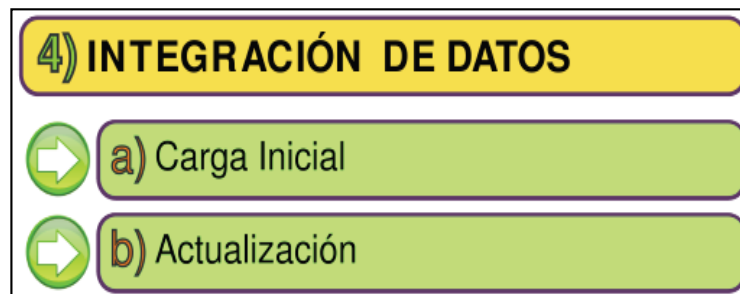 4) INTEGRACIÓN DE DATOS
a) Carga Inicial
b) Actualización